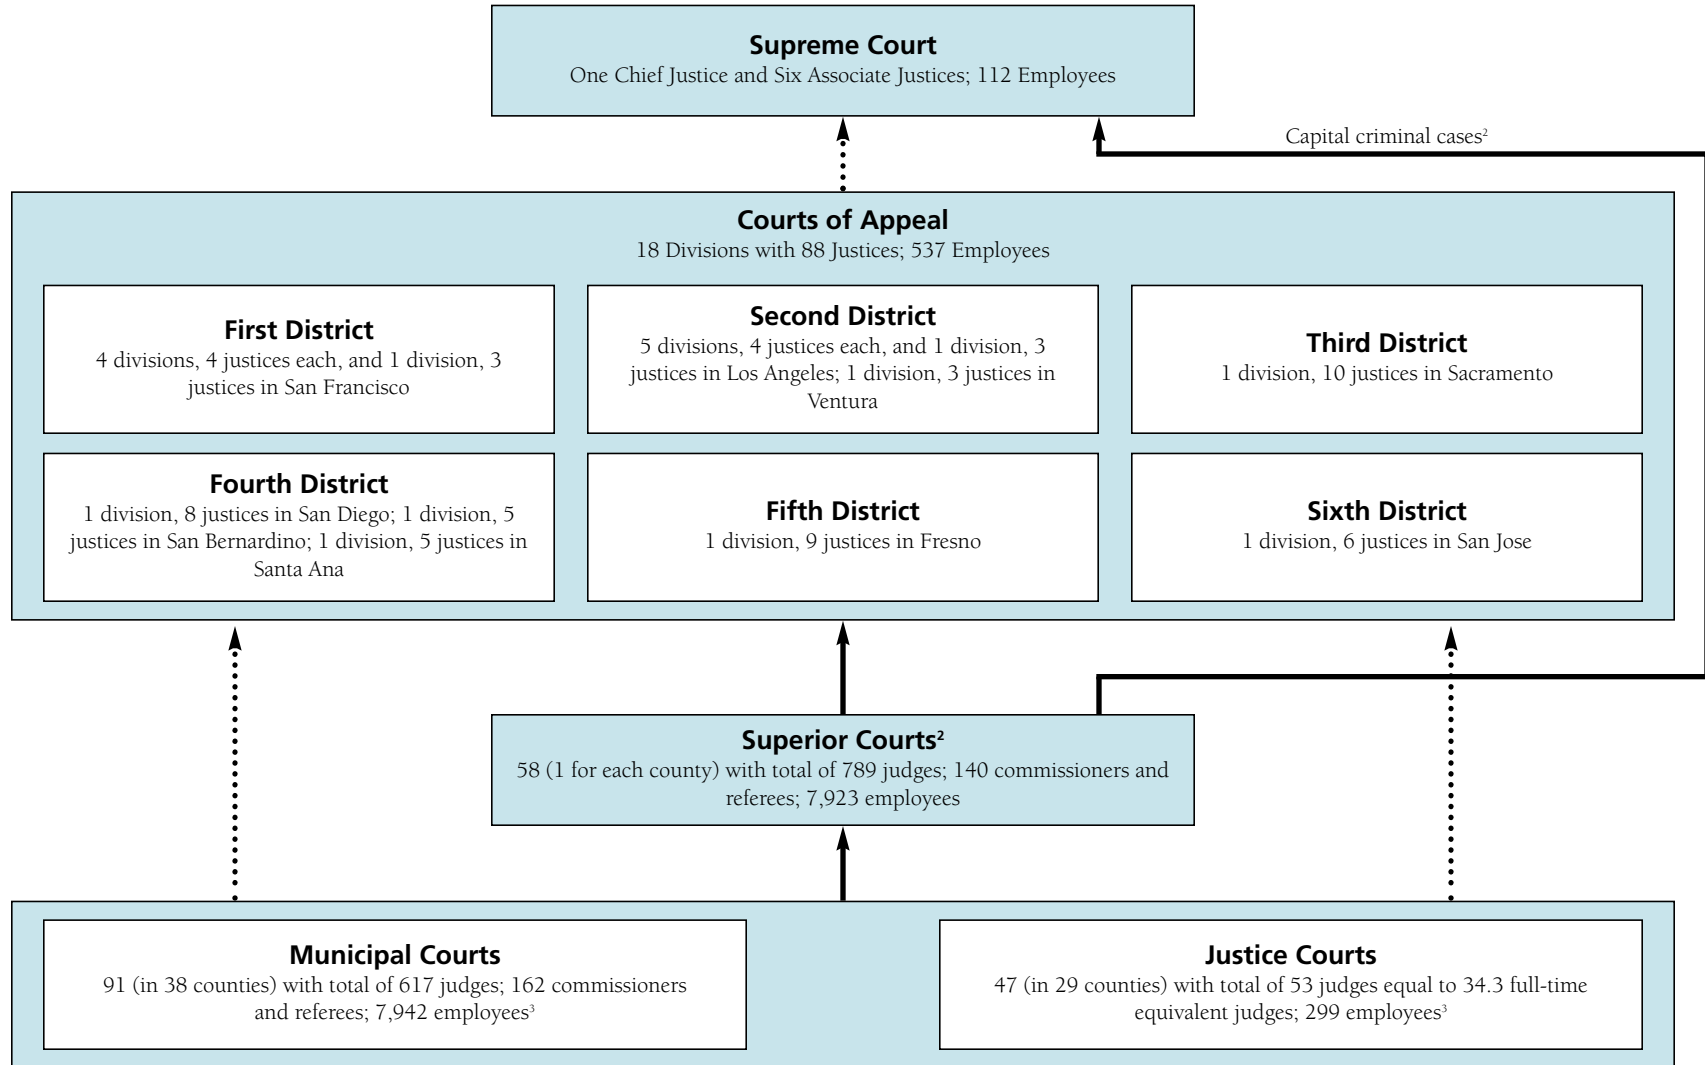 Supreme Court
One Chief Justice and Six Associate Justices; 112 Employees
Capital criminal cases²
Courts of Appeal
18 Divisions with 88 Justices; 537 Employees
First District
4 divisions, 4 justices each, and 1 division, 3
justices in San Francisco
Second District
5 divisions, 4 justices each, and 1 division, 3
justices in Los Angeles; 1 division, 3 justices in
Ventura
Third District
1 division, 10 justices in Sacramento
Fourth District
1 division, 8 justices in San Diego; 1 division, 5
justices in San Bernardino; 1 division, 5 justices in
Santa Ana
Fifth District
1 division, 9 justices in Fresno
Sixth District
1 division, 6 justices in San Jose
Superior Courts²
58 (1 for each county) with total of 789 judges; 140 commissioners and
referees; 7,923 employees
Municipal Courts
91 (in 38 counties) with total of 617 judges; 162 commissioners
and referees; 7,942 employees³
Justice Courts
47 (in 29 counties) with total of 53 judges equal to 34.3 full-time
equivalent judges; 299 employees³